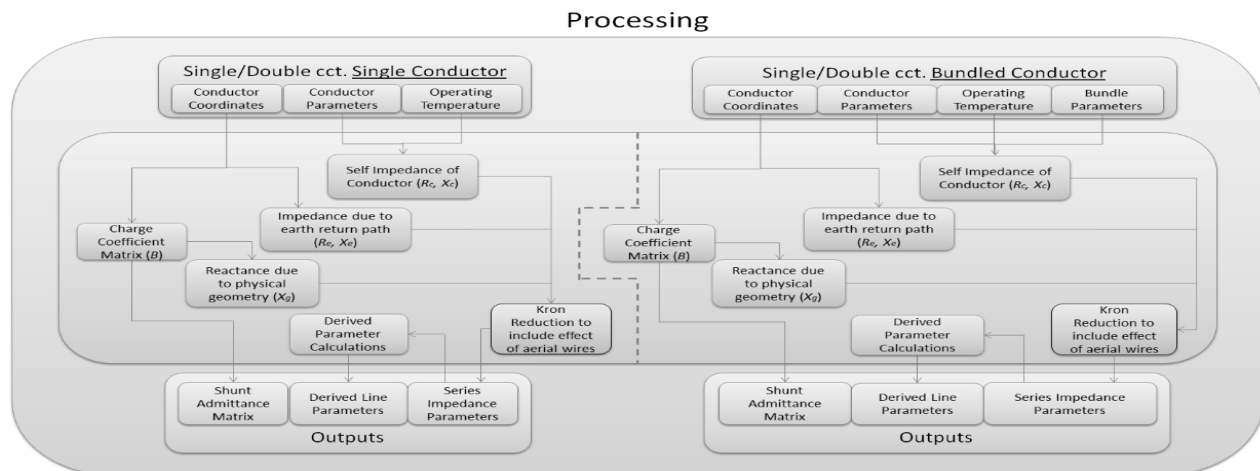 Processing
Single/Double cct. Single Conductor
Conductor
Coordinates
Conductor
Parameters
Operating
Temperature
Self Impedance of
Conductor (Rc, Xc)
Impedance due to
earth return path
(Re, Xe)
Charge
Coefficient
Matrix (B)
Reactance due
to physical
geometry (Xg)
Kron
Reduction to
include effect
of aerial wires
Derived
Parameter
Calculations
Shunt
Admittance
Matrix
Derived Line
Parameters
Series
Impedance
Parameters
Outputs
Single/Double cct. Bundled Conductor
Conductor
Coordinates
Conductor
Parameters
Operating
Temperature
Bundle
Parameters
Self Impedance of
Conductor (Rc, Xc)
Impedance due to
earth return path
(Re, Xe)
Charge
Coefficient
Matrix (B)
Reactance due
to physical
geometry (Xg)
Kron
Reduction to
include effect
of aerial wires
Derived
Parameter
Calculations
Shunt
Admittance
Matrix
Derived Line
Parameters
Series Impedance
Parameters
Outputs